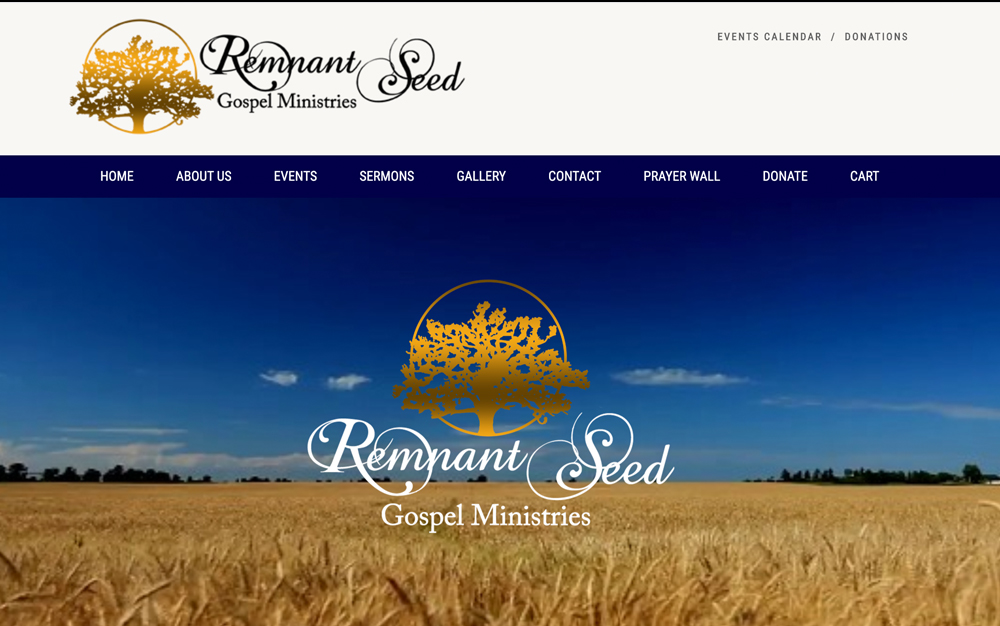 EVENTS CALENDAR / DONATIONS
Remnant Seed
Gospel Ministries
HOME ABOUT US EVENTS SERMONS GALLERY CONTACT PRAYER WALL DONATE CART
Remnant Seed
Gospel Ministries